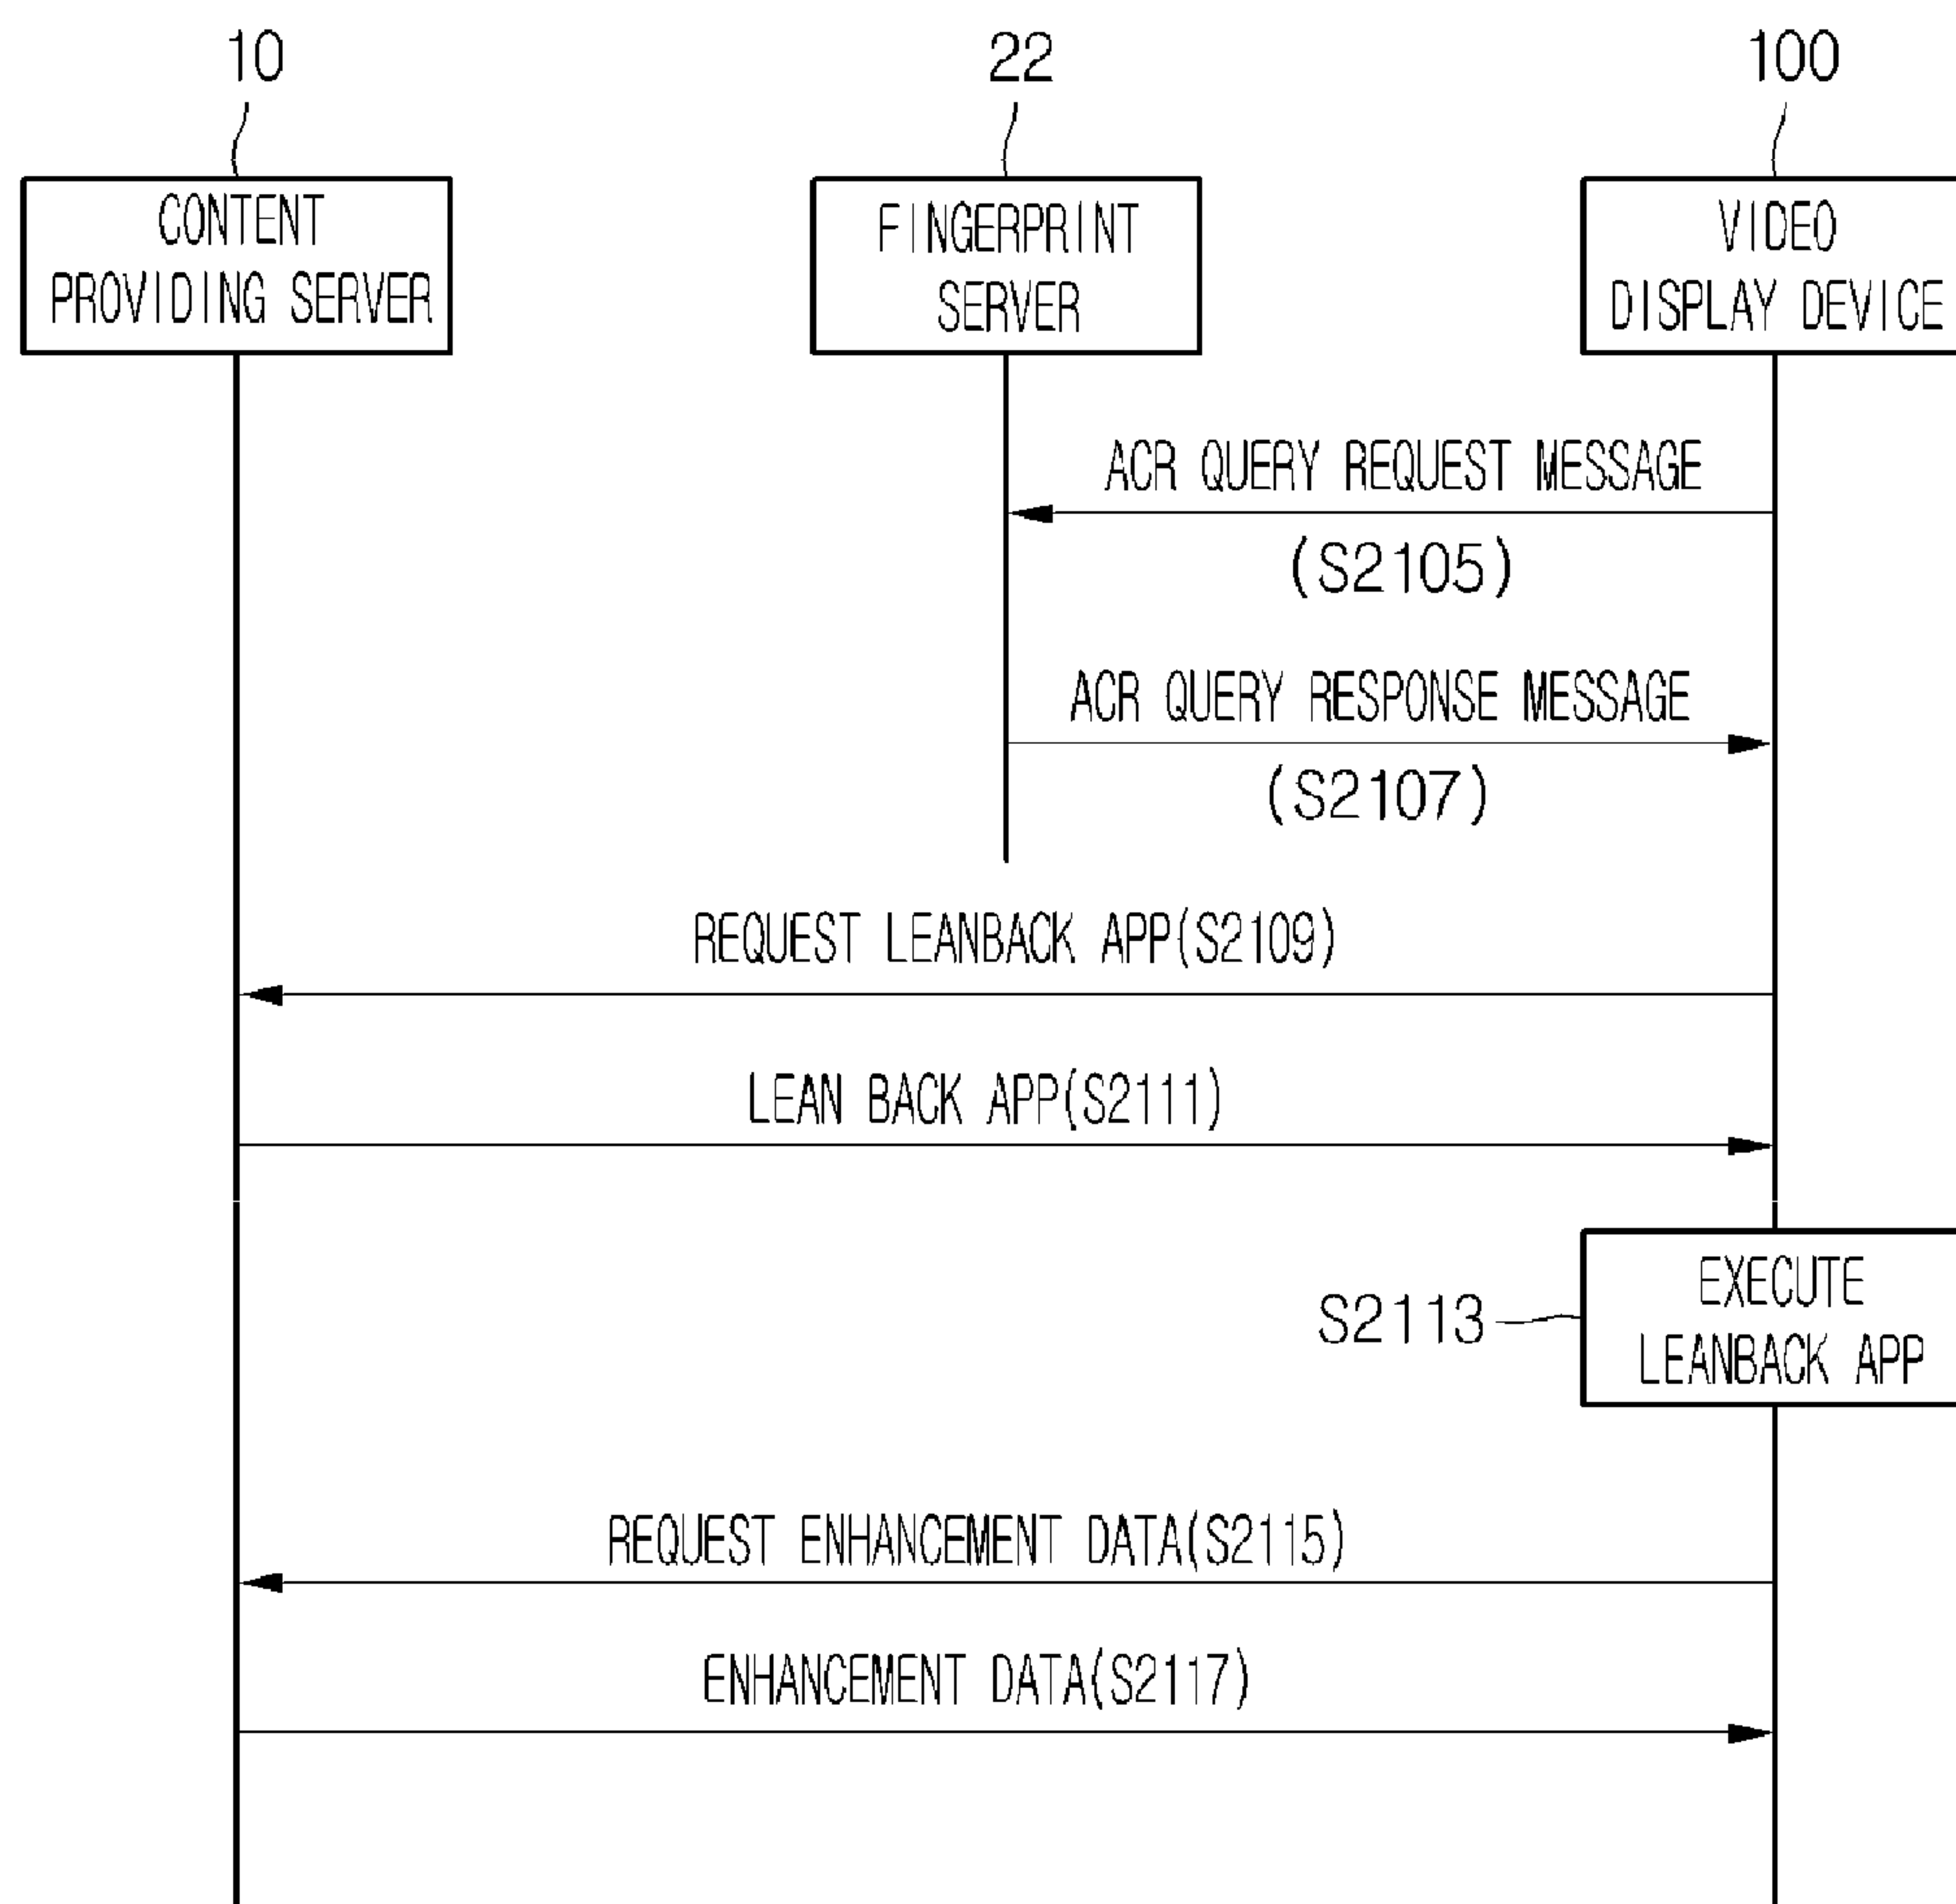 10
22
100
CONTENT
PROVIDING SERVER
FINGERPRINT
SERVER
VIDEO
DISPLAY DEVICE
ACR QUERY REQUEST MESSAGE
(S2105)
ACR QUERY RESPONSE MESSAGE
(S2107)
REQUEST LEANBACK APP(S2109)
LEAN BACK APP(S2111)
S2113
EXECUTE
LEANBACK APP
REQUEST ENHANCEMENT DATA(S2115)
ENHANCEMENT DATA(S2117)